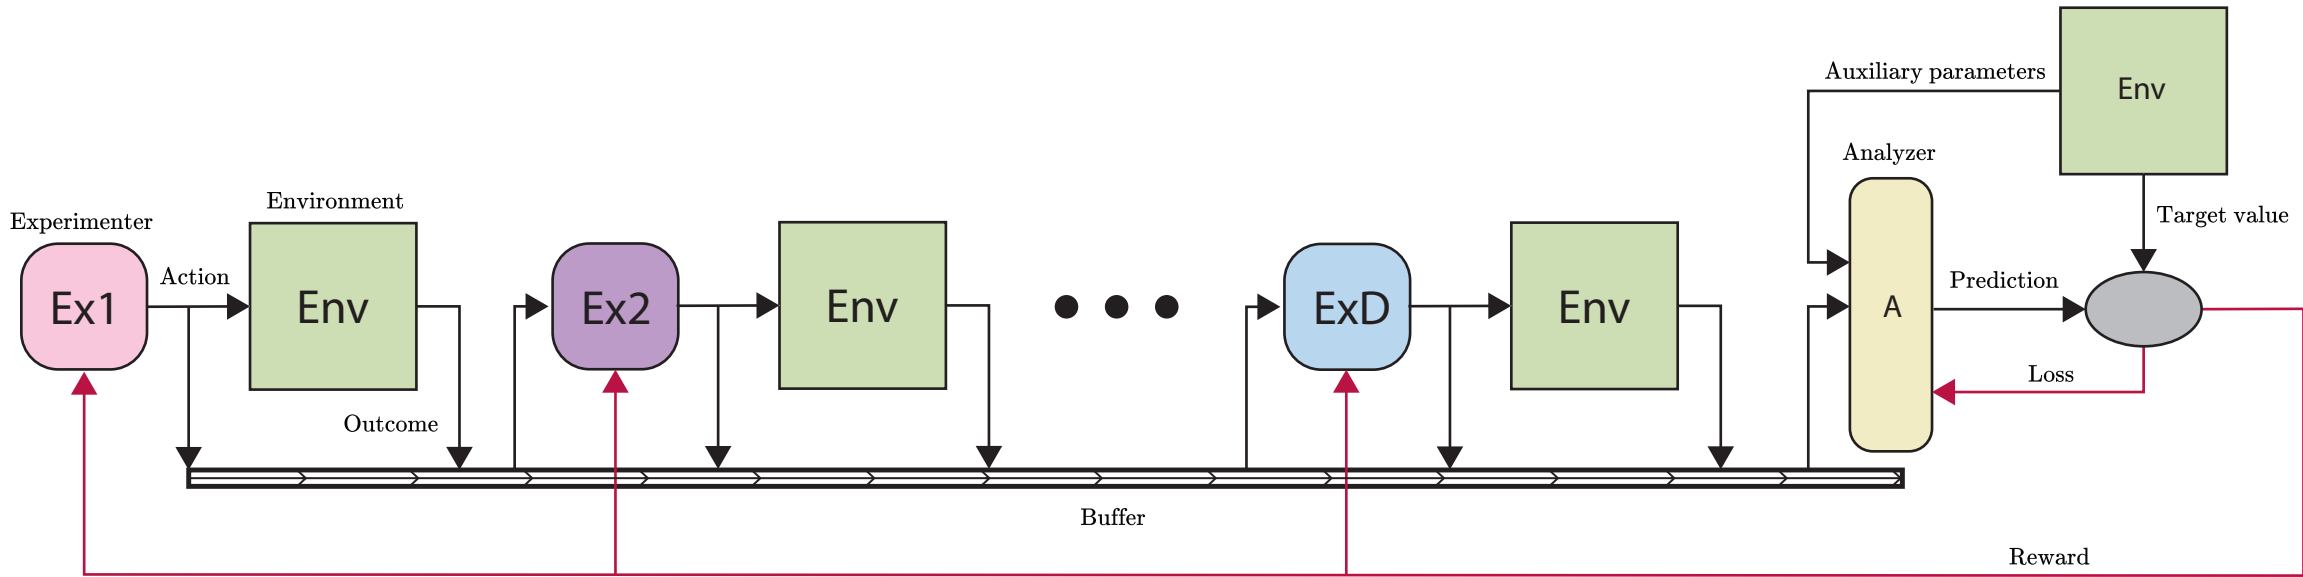 Experimenter
Ex1
Action
Environment
Env
Outcome
Ex2
Env
ExD
Env
Buffer
Auxiliary parameters
Env
Analyzer
A
Target value
Prediction
Loss
Reward